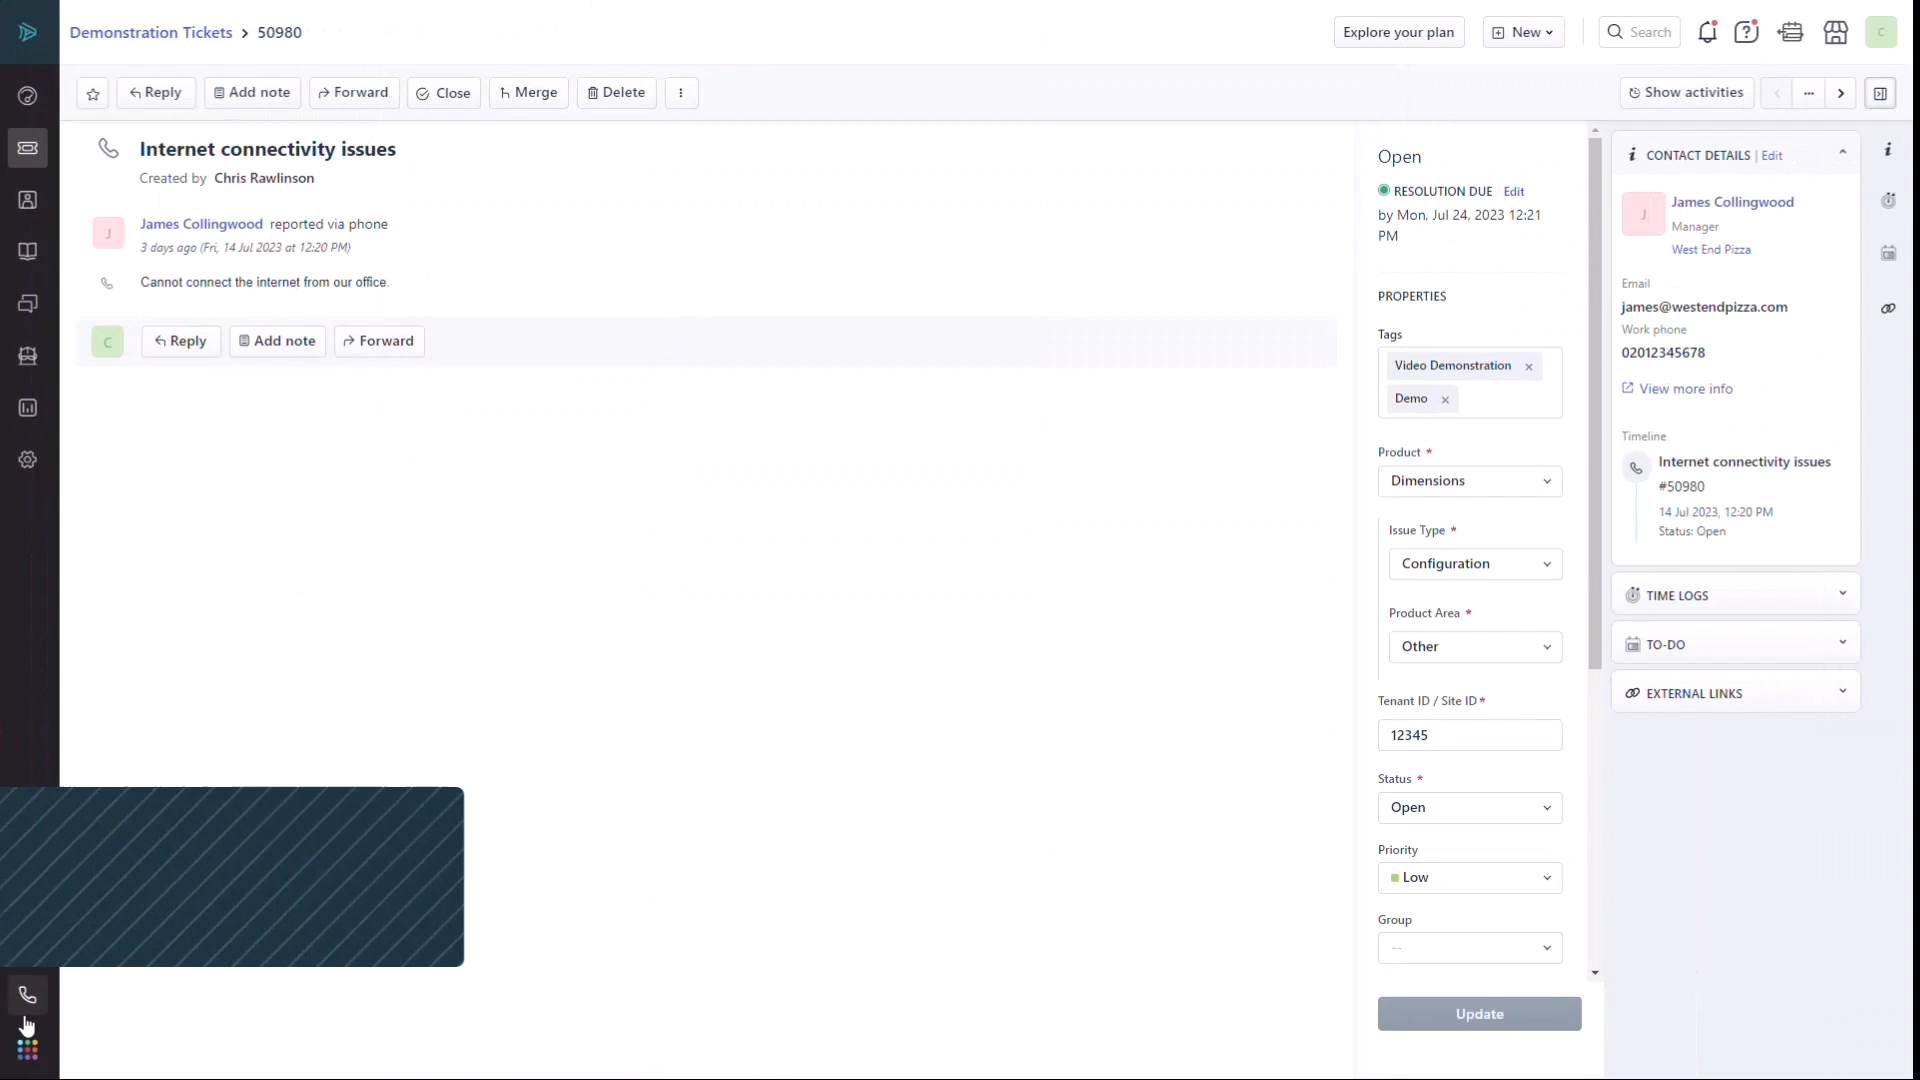 Demonstration Tickets > 50980
Explore your plan
New
Search
C
Reply
Add note
Forward
Close
Merge
Delete
Show activities
Internet connectivity issues
Created by Chris Rawlinson
J
James Collingwood reported via phone
3 days ago (Fri, 14 Jul 2023 at 12:20 PM)
Cannot connect the internet from our office.
C
Reply
Add note
Forward
Open
RESOLUTION DUE Edit
by Mon, Jul 24, 2023 12:21
PM
PROPERTIES
Tags
Video Demonstration ×
Demo ×
Product *
Dimensions
Issue Type *
Configuration
Product Area *
Other
Tenant ID / Site ID*
12345
Status *
Open
Priority
Low
Group
--
Update
CONTACT DETAILS | Edit
J
James Collingwood
Manager
West End Pizza
Email
james@westendpizza.com
Work phone
02012345678
View more info
Timeline
Internet connectivity issues
#50980
14 Jul 2023, 12:20 PM
Status: Open
TIME LOGS
TO-DO
EXTERNAL LINKS